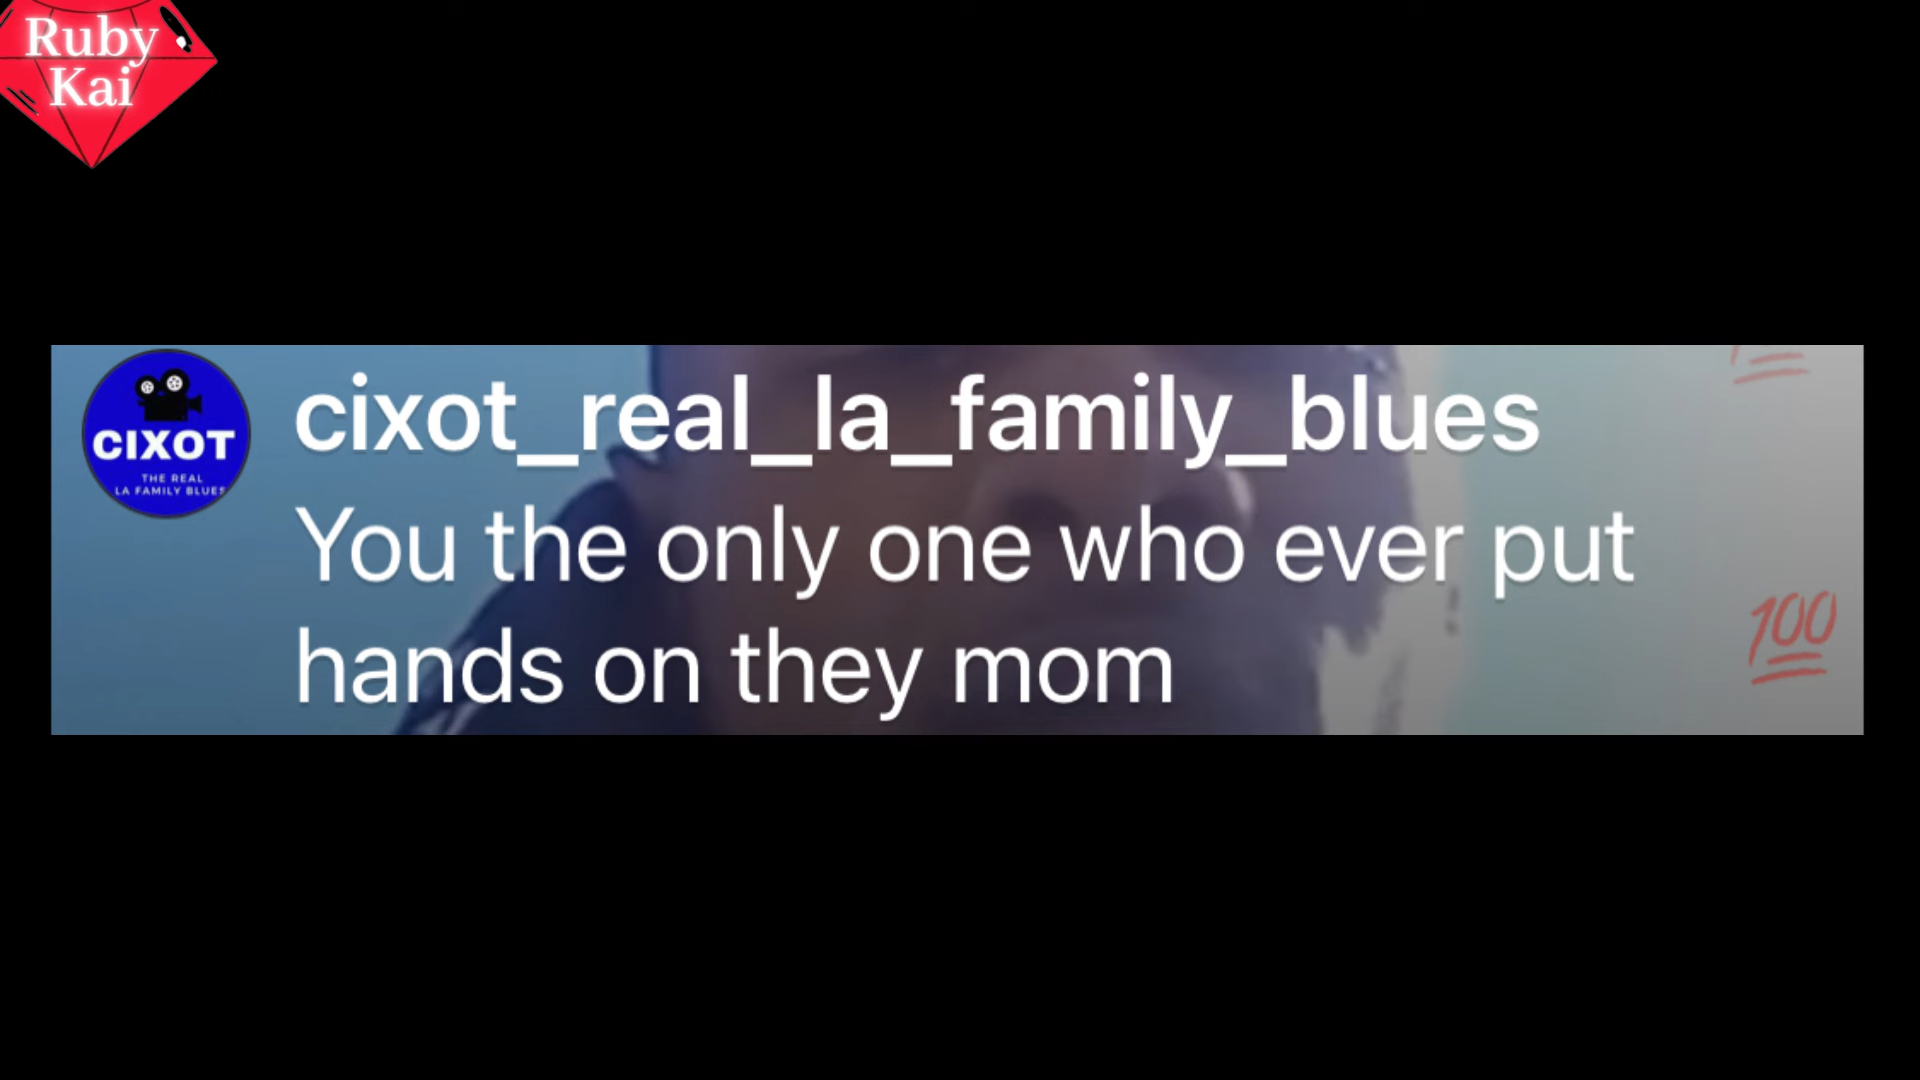 Ruby
Kai
CIXOT
THE REAL
LA FAMILY BLUES
cixot_real_la_family_blues
You the only one who ever put
hands on they mom
100